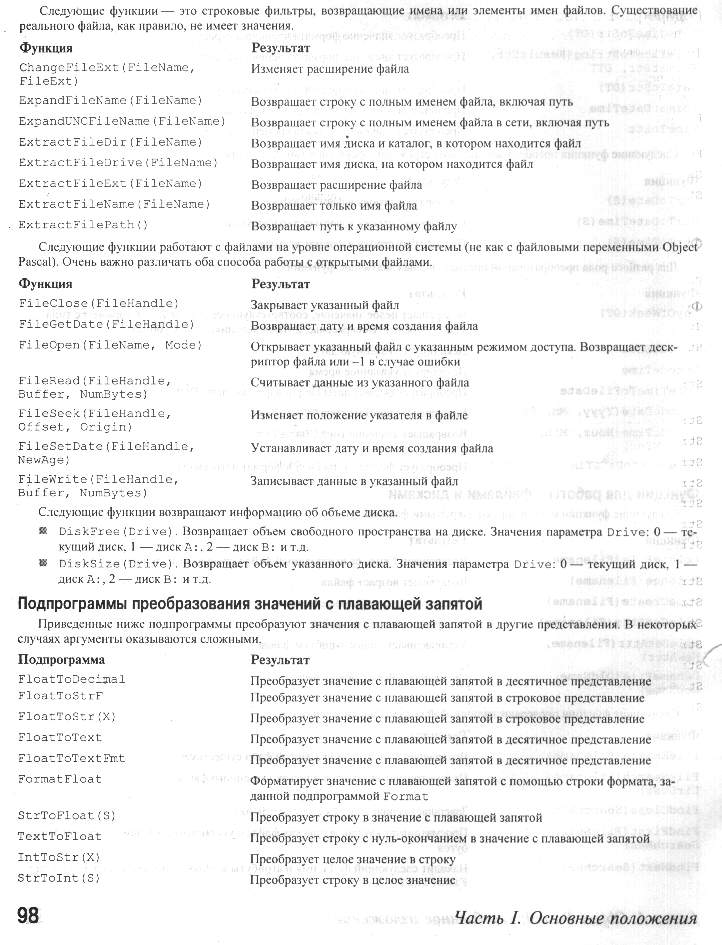 Следующие функции — это строковые фильтры, возвращающие имена или элементы имен файлов. Существование
реального файла, как правило, не имеет значения.
Функция Результат
ChangeFileExt(FileName, Изменяет расширение файла
FileExt)
ExpandFileName(FileName) Возвращает строку с полным именем файла, включая путь
ExpandUNCFileName(FileName) Возвращает строку с полным именем файла в сети, включая путь
ExtractFileDir(FileName) Возвращает имя диска и каталог, в котором находится файл
ExtractFileDrive(FileName) Возвращает имя диска, на котором находится файл
ExtractFileExt(FileName) Возвращает расширение файла
ExtractFileName(FileName) Возвращает только имя файла
ExtractFilePath() Возвращает путь к указанному файлу
Следующие функции работают с файлами на уровне операционной системы (не как с файловыми переменными Object
Pascal). Очень важно различать оба способа работы с открытыми файлами.
Функция Результат
FileClose(FileHandle) Закрывает указанный файл
FileGetDate(FileHandle) Возвращает дату и время создания файла
FileOpen(FileName, Mode) Открывает указанный файл с указанным режимом доступа. Возвращает деск-
риптор файла или –1 в случае ошибки
FileRead(FileHandle, Считывает данные из указанного файла
Buffer, NumBytes)
FileSeek(FileHandle, Изменяет положение указателя в файле
Offset, Origin)
FileSetDate(FileHandle, Устанавливает дату и время создания файла
NewAge)
FileWrite(FileHandle, Записывает данные в указанный файл
Buffer, NumBytes)
Следующие функции возвращают информацию об объеме диска.
DiskFree(Drive). Возвращает объем свободного пространства на диске. Значения параметра Drive: 0 — те-
кущий диск, 1 — диск A:, 2 — диск B: и т.д.
DiskSize(Drive). Возвращает объем указанного диска. Значения параметра Drive: 0 — текущий диск, 1 —
диск A:, 2 — диск B: и т.д.
Подпрограммы преобразования значений с плавающей запятой
Приведенные ниже подпрограммы преобразуют значения с плавающей запятой в другие представления. В некоторых
случаях аргументы оказываются сложными.
Подпрограмма Результат
FloatToDecimal Преобразует значение с плавающей запятой в десятичное представление
FloatToStrF Преобразует значение с плавающей запятой в строковое представление
FloatToStr(X) Преобразует значение с плавающей запятой в строковое представление
FloatToText Преобразует значение с плавающей запятой в десятичное представление
FloatToTextFmt Преобразует значение с плавающей запятой в десятичное представление
FormatFloat Форматирует значение с плавающей запятой с помощью строки формата, за-
данной подпрограммой Format
StrToFloat(S) Преобразует строку в значение с плавающей запятой
TextToFloat Преобразует строку с нуль-окончанием в значение с плавающей запятой
IntToStr(X) Преобразует целое значение в строку
StrToInt(S) Преобразует строку в целое значение
98 Часть I. Основные положения